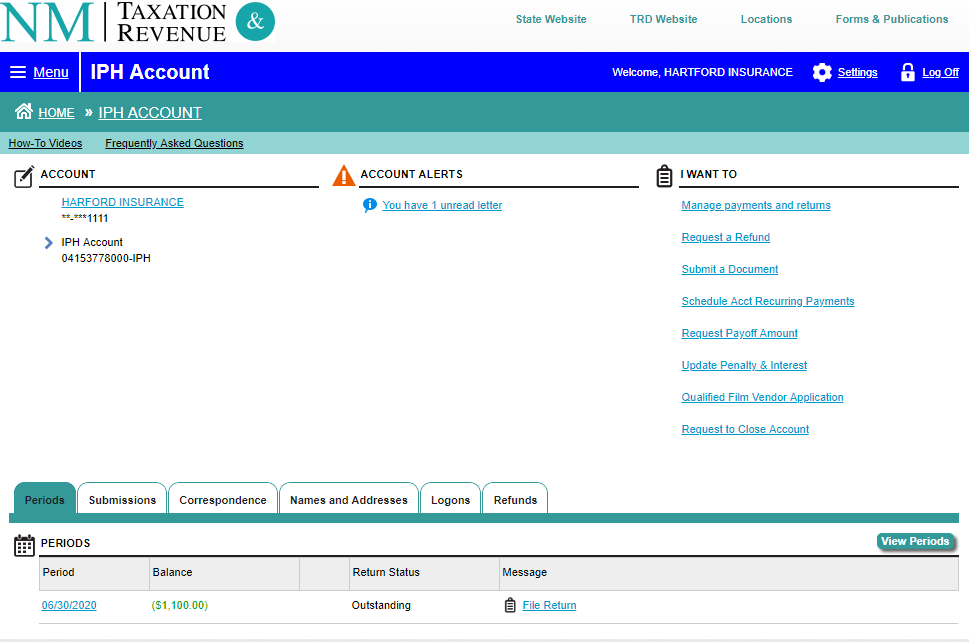 NM TAXATION & REVENUE
State Website TRD Website Locations Forms & Publications
Menu IPH Account Welcome, HARTFORD INSURANCE Settings Log Off
HOME » IPH ACCOUNT
How-To Videos Frequently Asked Questions
ACCOUNT
HARFORD INSURANCE
**-***1111
IPH Account
04153778000-IPH
ACCOUNT ALERTS
You have 1 unread letter
I WANT TO
Manage payments and returns
Request a Refund
Submit a Document
Schedule Acct Recurring Payments
Request Payoff Amount
Update Penalty & Interest
Qualified Film Vendor Application
Request to Close Account
Periods Submissions Correspondence Names and Addresses Logons Refunds
PERIODS View Periods
Period Balance Return Status Message
06/30/2020 ($1,100.00) Outstanding File Return